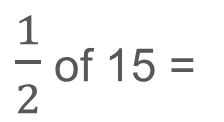 1/2 of 15 =